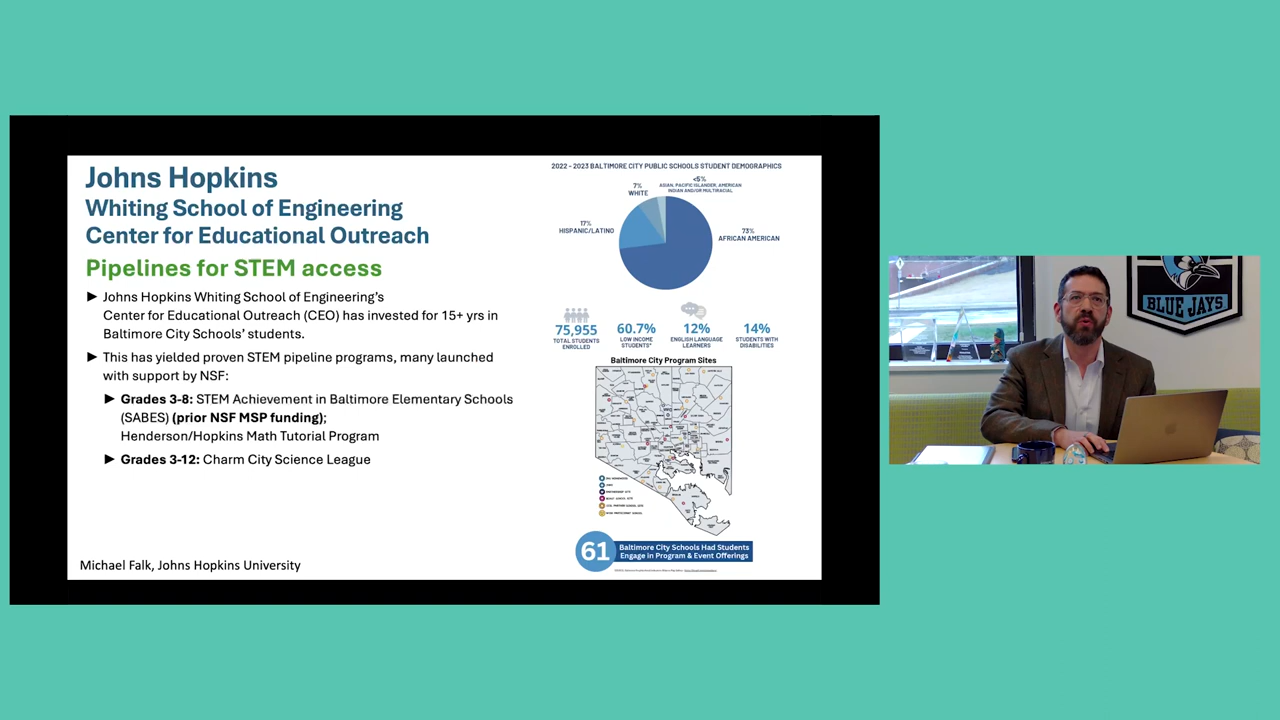 Johns Hopkins
Whiting School of Engineering
Center for Educational Outreach
Pipelines for STEM access
► Johns Hopkins Whiting School of Engineering's
Center for Educational Outreach (CEO) has invested for 15+ yrs in
Baltimore City Schools' students.
► This has yielded proven STEM pipeline programs, many launched
with support by NSF:
► Grades 3-8: STEM Achievement in Baltimore Elementary Schools
(SABES) (prior NSF MSP funding);
Henderson/Hopkins Math Tutorial Program
► Grades 3-12: Charm City Science League
Michael Falk, Johns Hopkins University
2022 - 2023 BALTIMORE CITY PUBLIC SCHOOLS STUDENT DEMOGRAPHICS
<5%
ASIAN, PACIFIC ISLANDER, AMERICAN
INDIAN AND/OR MULTIRACIAL
7%
WHITE
17%
HISPANIC/LATINO
73%
AFRICAN AMERICAN
75,955
TOTAL STUDENTS
ENROLLED
60.7%
LOW INCOME
STUDENTS*
12%
ENGLISH LANGUAGE
LEARNERS
14%
STUDENTS WITH
DISABILITIES
Baltimore City Program Sites
61
Baltimore City Schools Had Students
Engage in Program & Event Offerings
BLUE JAYS